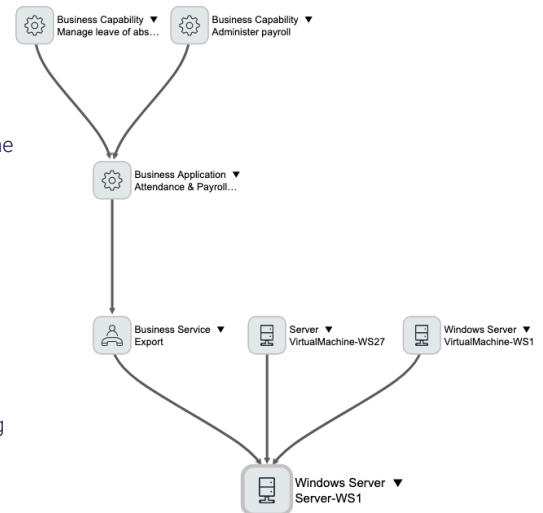 Business Capability ▼
Manage leave of abs...
Business Capability ▼
Administer payroll
ne
Business Application ▼
Attendance & Payroll...
Business Service ▼
Export
Server ▼
VirtualMachine-WS27
Windows Server ▼
VirtualMachine-WS1
g
Windows Server ▼
Server-WS1